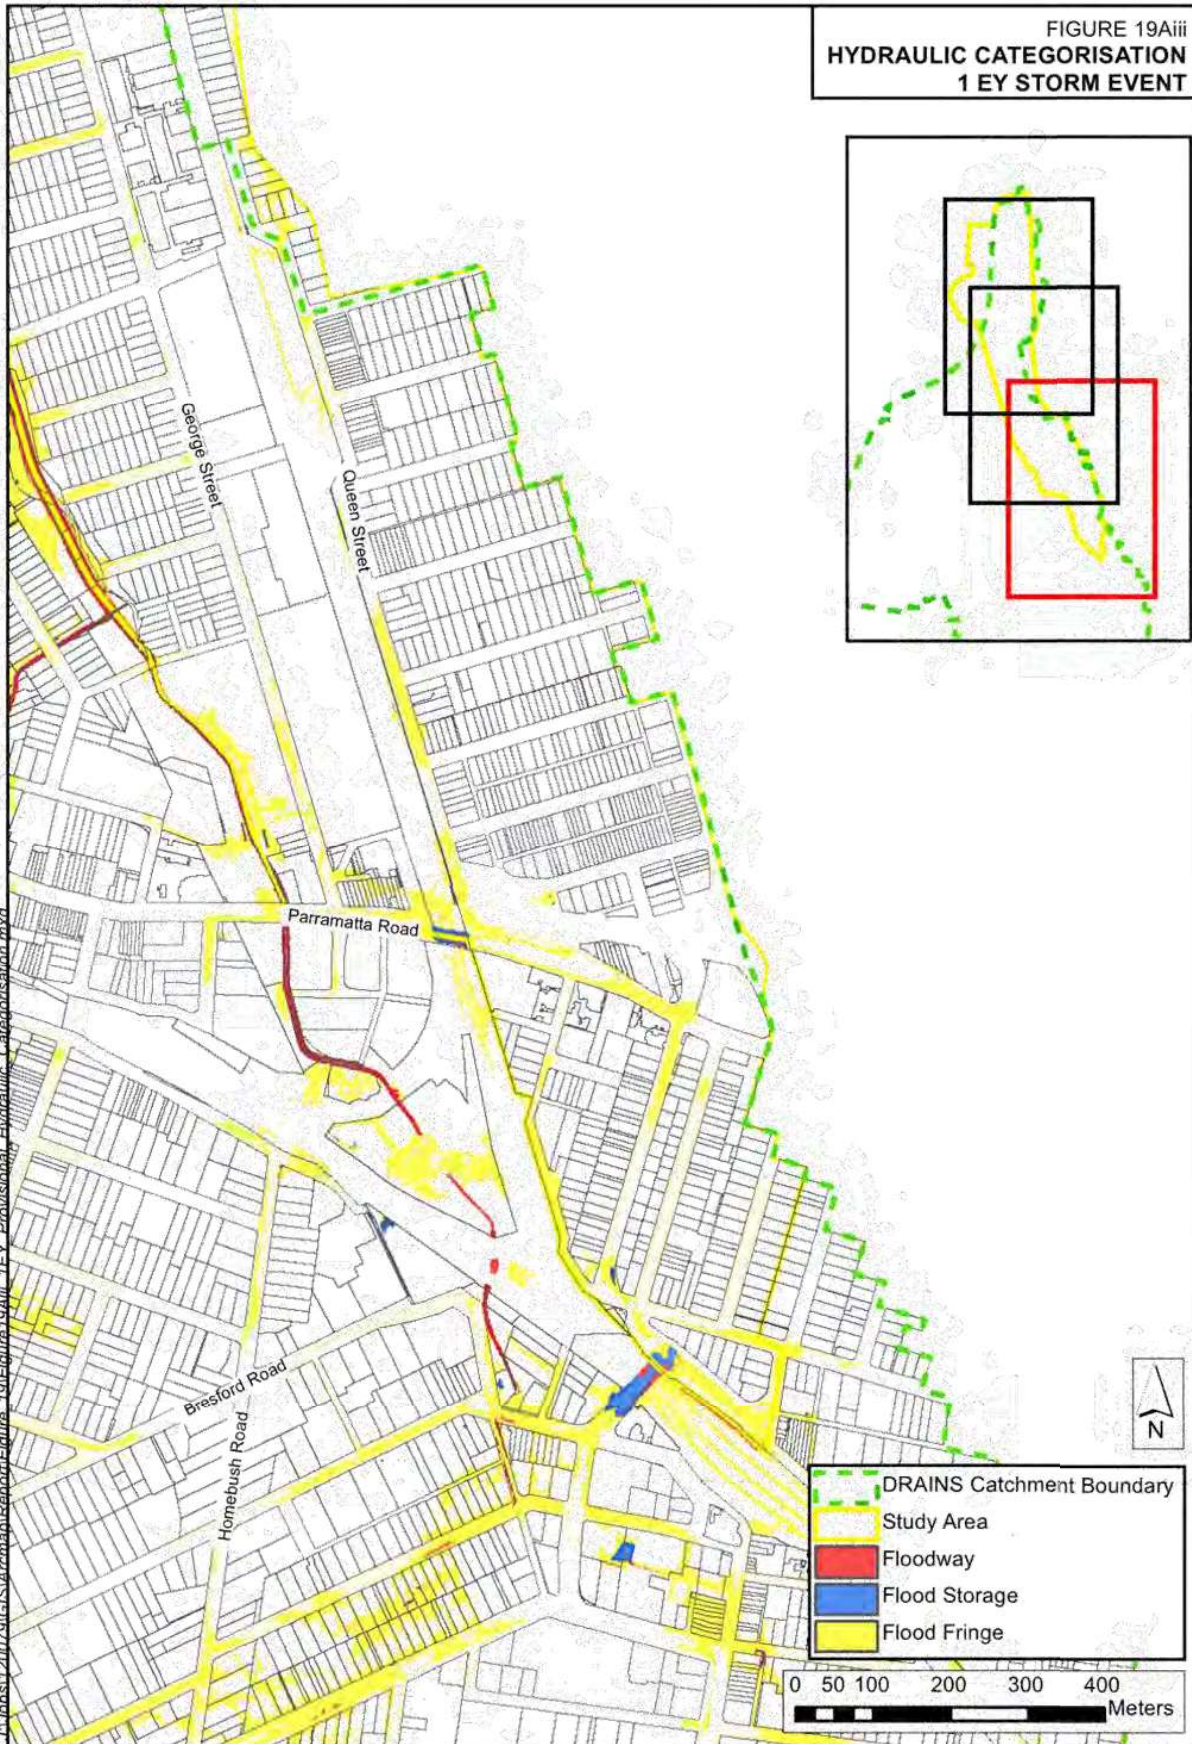 FIGURE 19Aiii
HYDRAULIC CATEGORISATION
1 EY STORM EVENT
George Street
Queen Street
Parramatta Road
Bresford Road
Homebush Road
N
DRAINS Catchment Boundary
Study Area
Floodway
Flood Storage
Flood Fringe
0 50 100 200 300 400
Meters